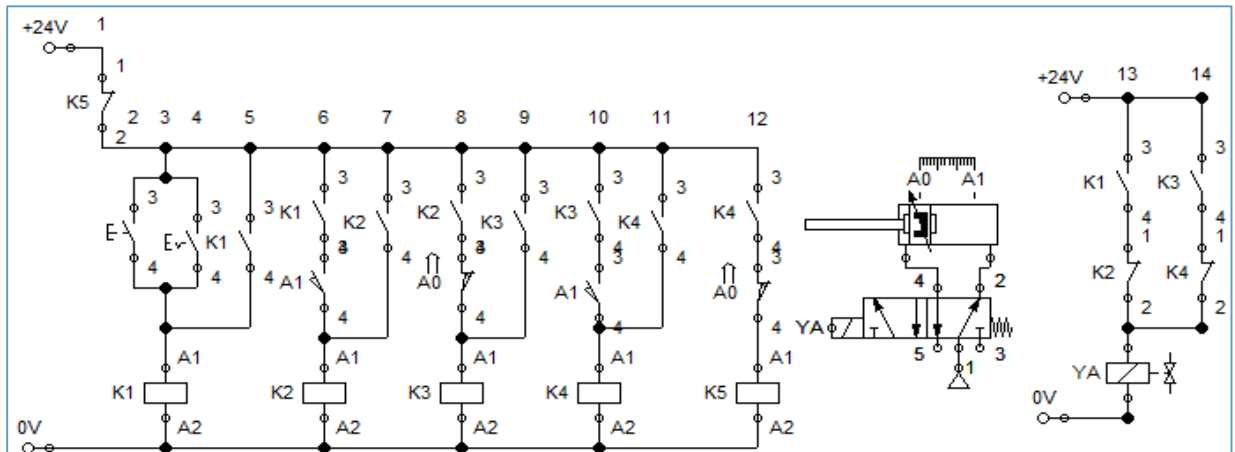 +24V 1
+24V 13 14
1
K5
2
2 3 4 5 6 7 8 9 10 11 12
3 3 3 3 3 3 3 3 3 3
K1 K1 K2 K2 K3 K3 K4 K4
4 4 4 4 4 4 4 4
3 3
A1 A0 A1 A0
4 4 4 4
A1 A1 A1 A1 A1
K1 K2 K3 K4 K5
A2 A2 A2 A2 A2
0V
A0 A1
4 2
YA
5 1 3
3 3
K1 K3
4 4
1 1
K2 K4
2 2
YA
0V